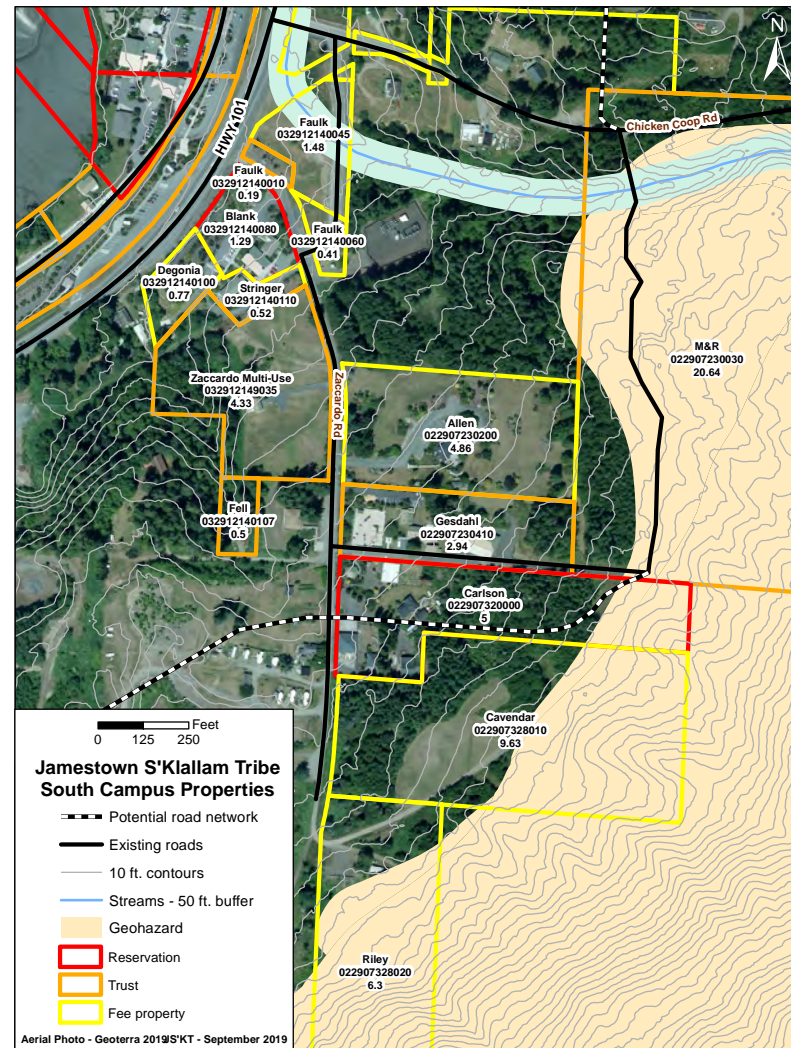 N
HWY 101
Chicken Coop Rd
Faulk
032912140045
1.48
Faulk
032912140010
0.19
Blank
032912140080
1.29
Faulk
032912140060
0.41
Degonia
032912140100
0.77
Stringer
032912140110
0.52
M&R
022907230030
20.64
Zaccardo Multi-Use
032912149035
4.33
Zaccardo Rd
Allen
022907230200
4.86
Fell
032912140107
0.5
Gesdahl
022907230410
2.94
Carlson
022907320000
5
Cavendar
022907328010
9.63
Riley
022907328020
6.3
Feet
0 125 250
Jamestown S'Klallam Tribe
South Campus Properties
Potential road network
Existing roads
10 ft. contours
Streams - 50 ft. buffer
Geohazard
Reservation
Trust
Fee property
Aerial Photo - Geoterra 2019 JS'KT - September 2019